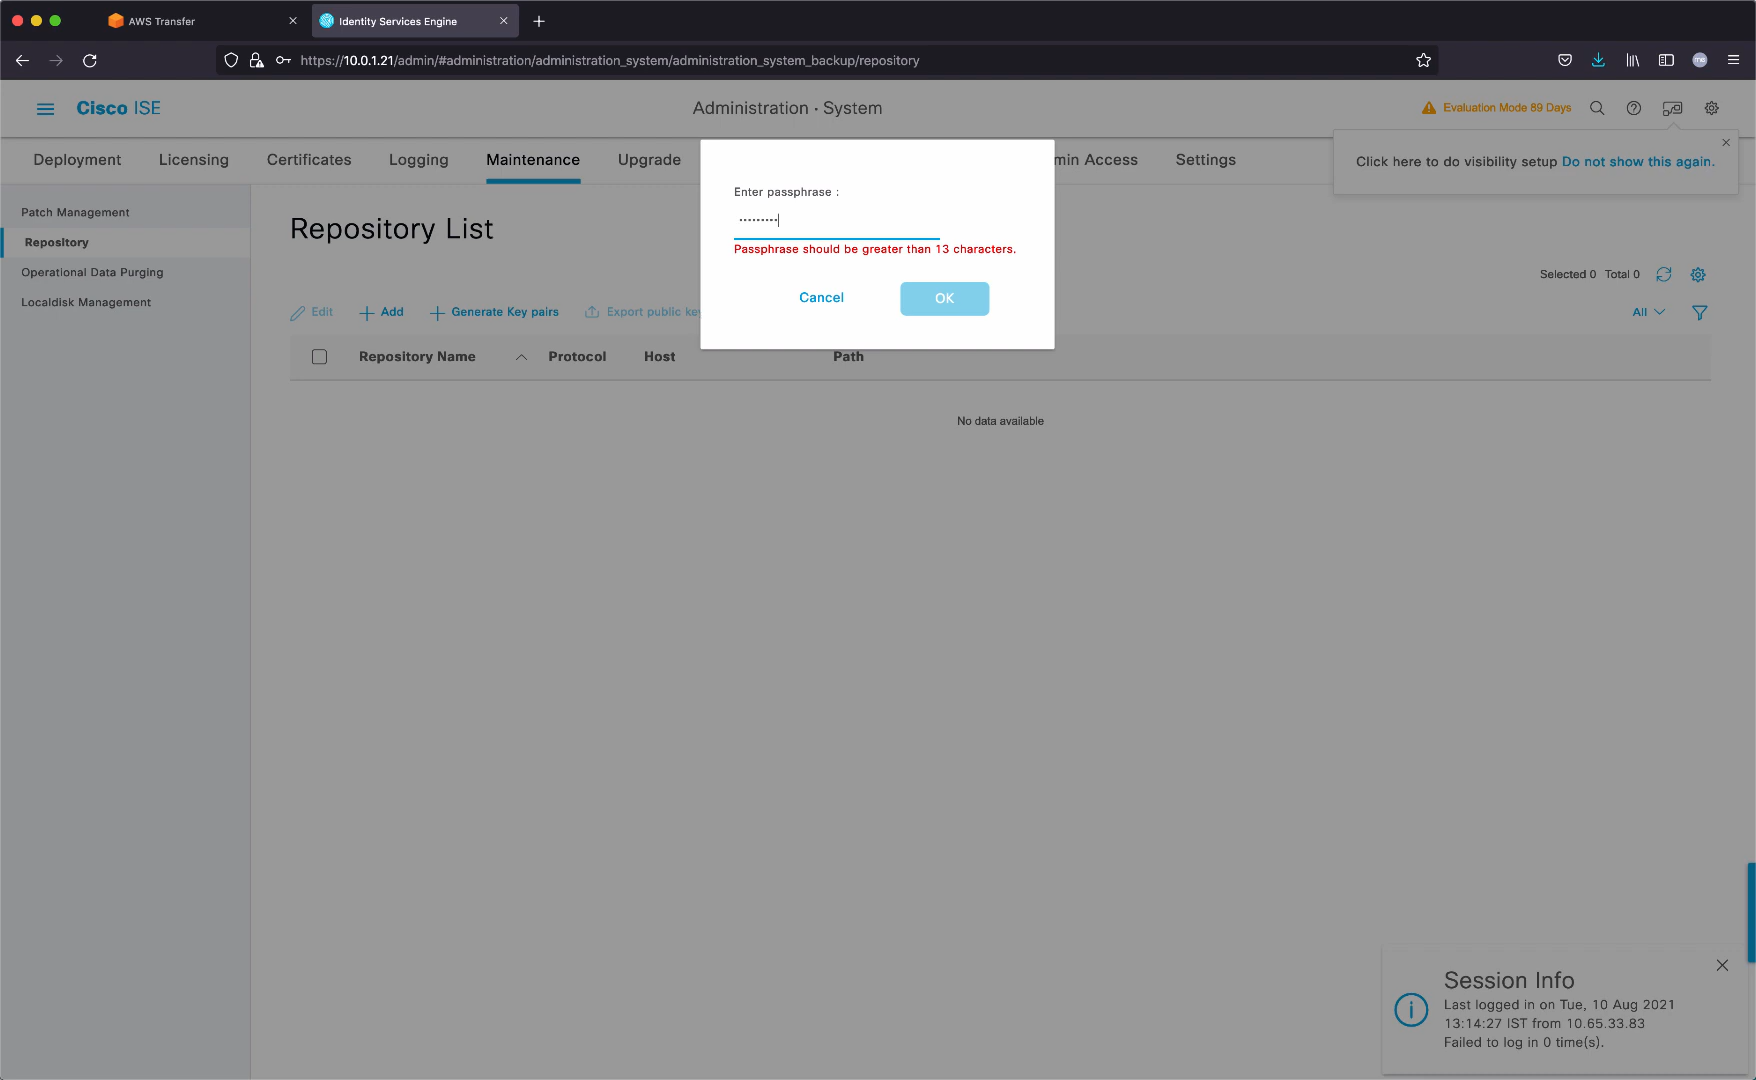 AWS Transfer
Identity Services Engine
https://10.0.1.21/admin/#administration/administration_system/administration_system_backup/repository
Cisco ISE
Administration · System
Evaluation Mode 89 Days
Click here to do visibility setup Do not show this again.
Deployment
Licensing
Certificates
Logging
Maintenance
Upgrade
min Access
Settings
Patch Management
Repository
Operational Data Purging
Localdisk Management
Repository List
Enter passphrase :
·········
Passphrase should be greater than 13 characters.
Cancel
OK
Selected 0 Total 0
Edit
Add
Generate Key pairs
Export public key
All
Repository Name
Protocol
Host
Path
No data available
Session Info
Last logged in on Tue, 10 Aug 2021
13:14:27 IST from 10.65.33.83
Failed to log in 0 time(s).